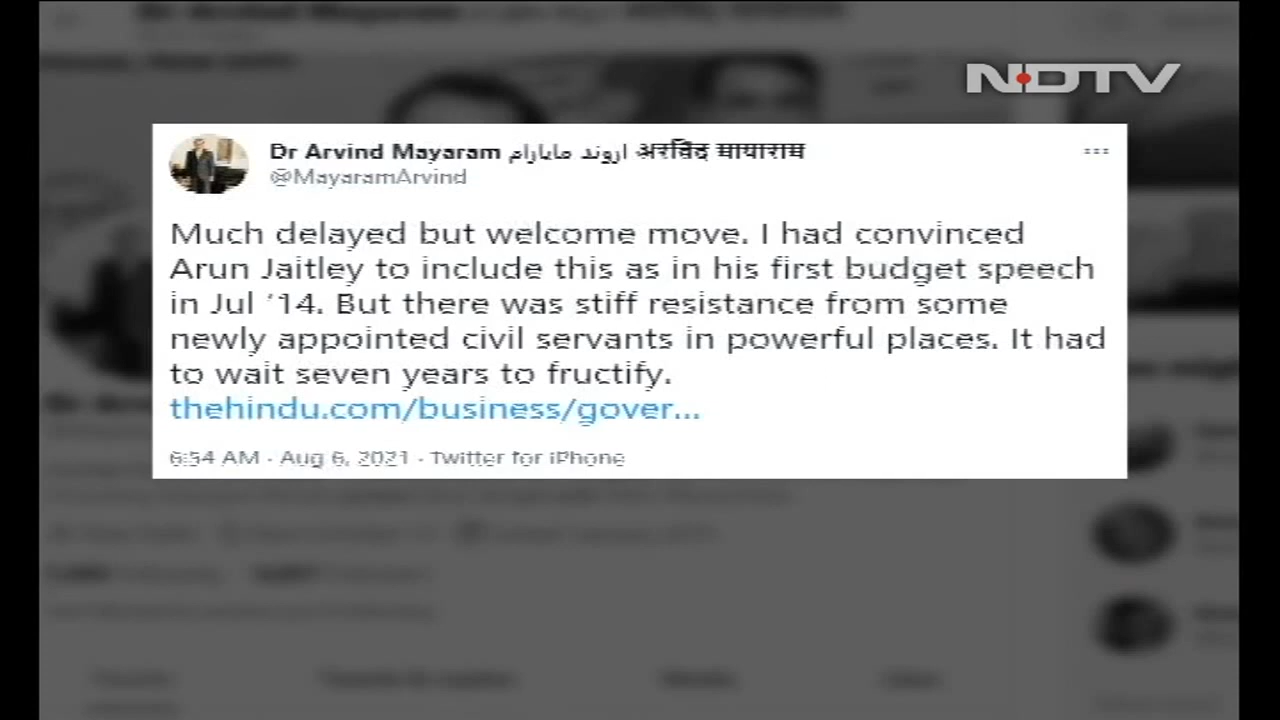 NDTV
Dr Arvind Mayaram اروند مایارام अरविंद मायाराम
@MayaramArvind
Much delayed but welcome move. I had convinced
Arun Jaitley to include this as in his first budget speech
in Jul '14. But there was stiff resistance from some
newly appointed civil servants in powerful places. It had
to wait seven years to fructify.
thehindu.com/business/gover...
6:54 AM · Aug 6, 2021 · Twitter for iPhone